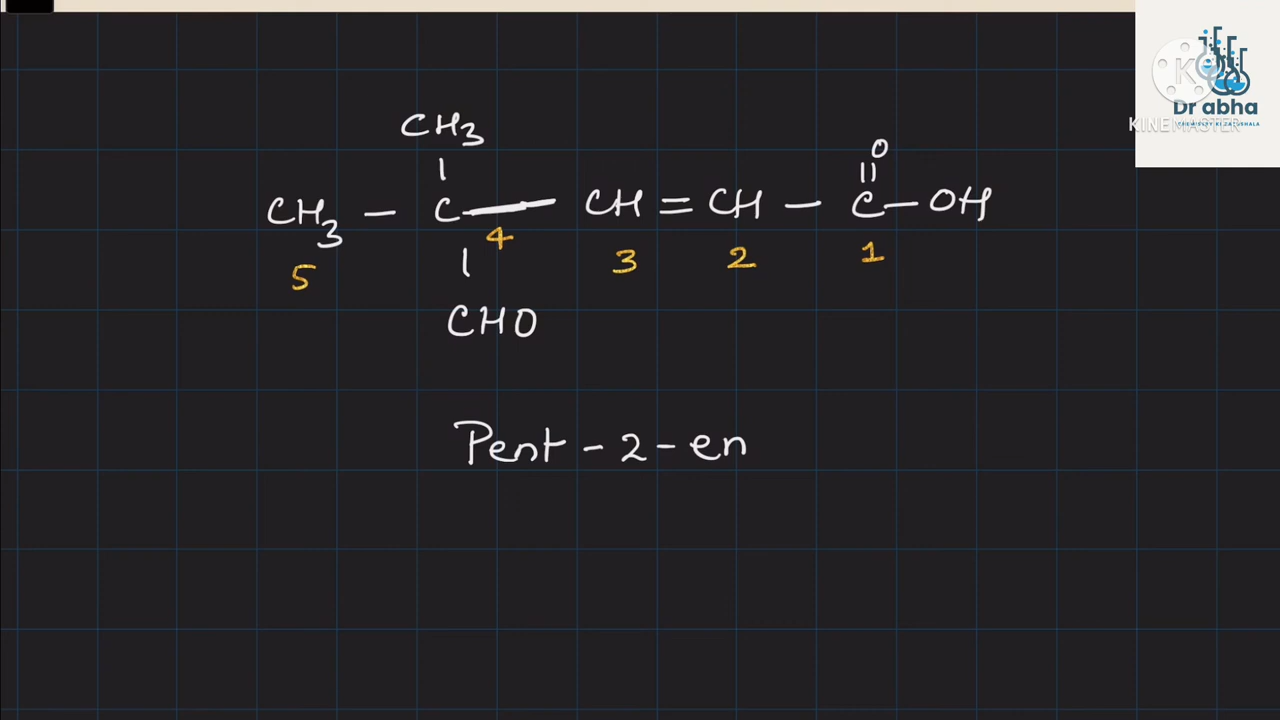 CH3
O
CH3 - C - CH = CH - C - OH
5 4 3 2 1
CHO
Pent - 2 - en
K
Dr abha
KINEMASTER